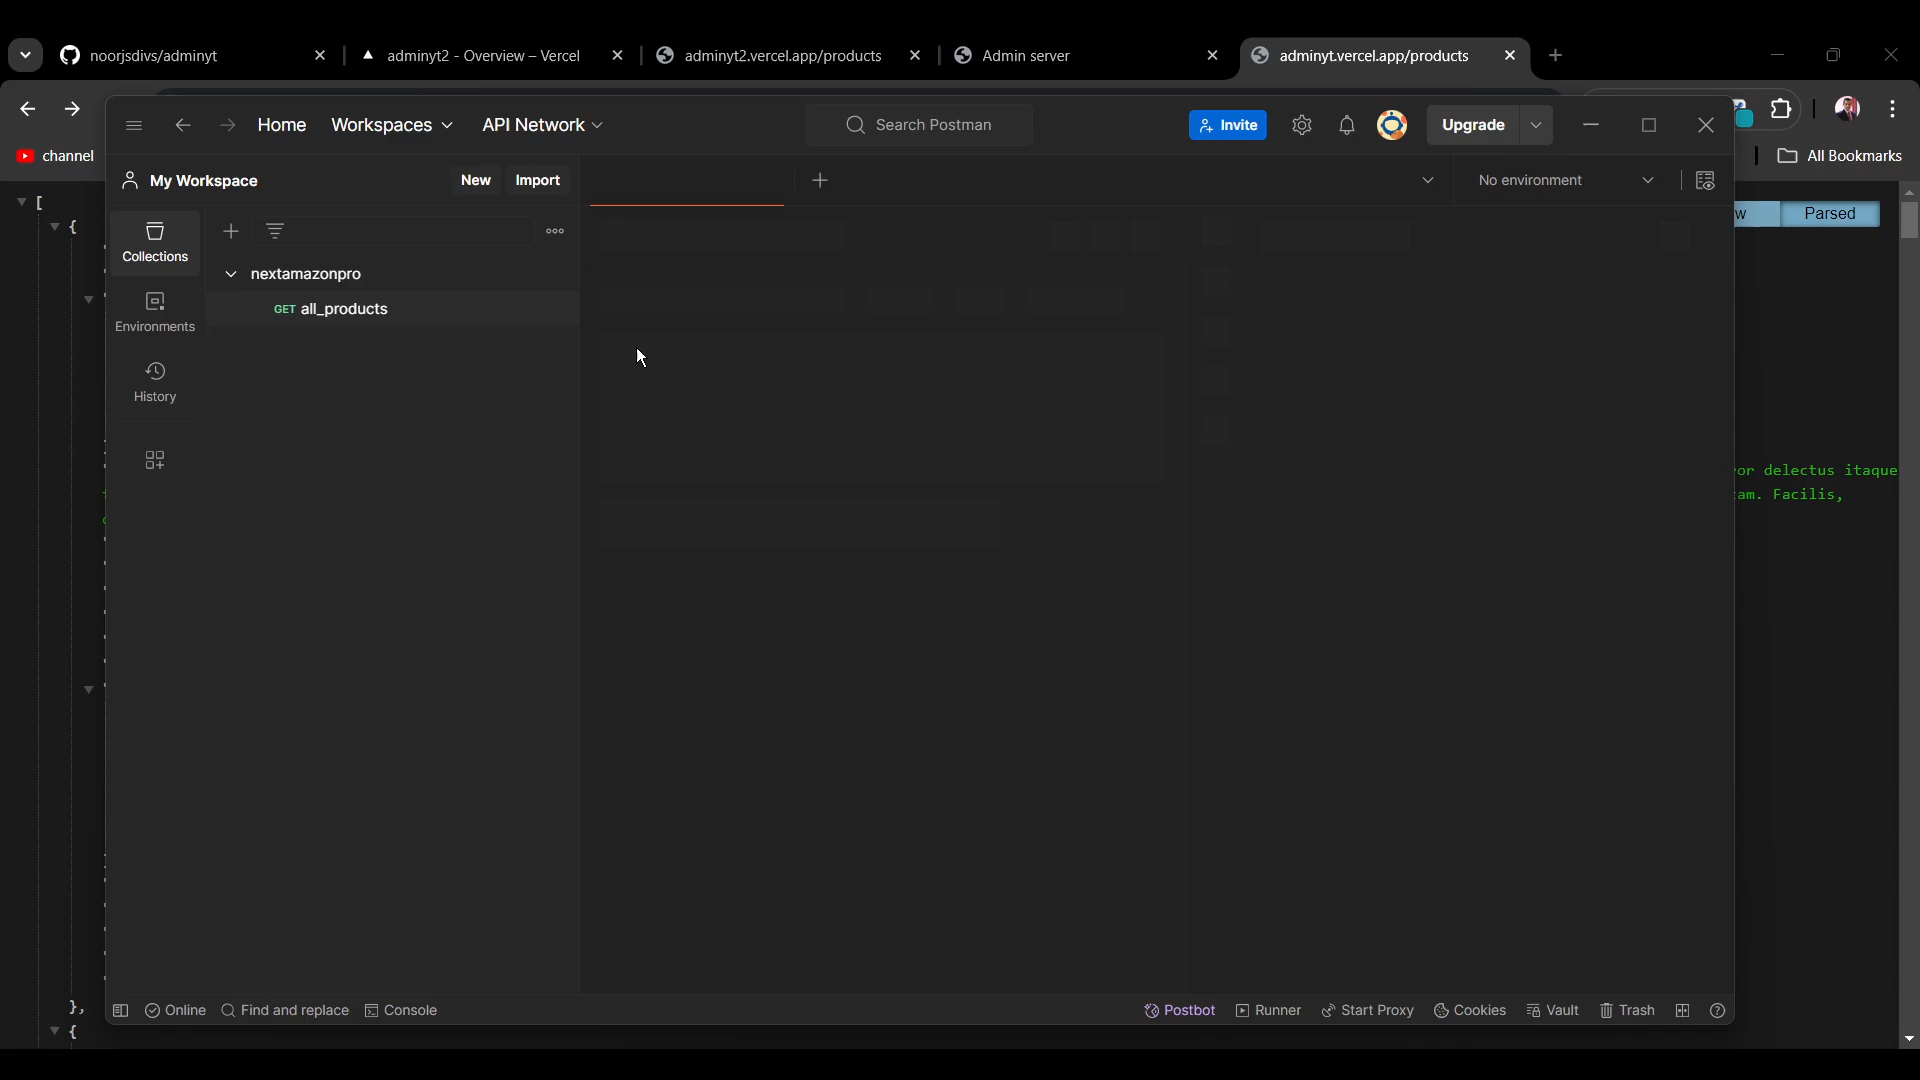 noorjsdivs/adminyt
adminyt2 - Overview – Vercel
adminyt2.vercel.app/products
Admin server
adminyt.vercel.app/products
Home
Workspaces
API Network
Search Postman
Invite
Upgrade
channel
All Bookmarks
My Workspace
New
Import
No environment
[
{
Parsed
Collections
nextamazonpro
GET all_products
Environments
History
delectus itaque
Facilis,
},
{
Online
Find and replace
Console
Postbot
Runner
Start Proxy
Cookies
Vault
Trash